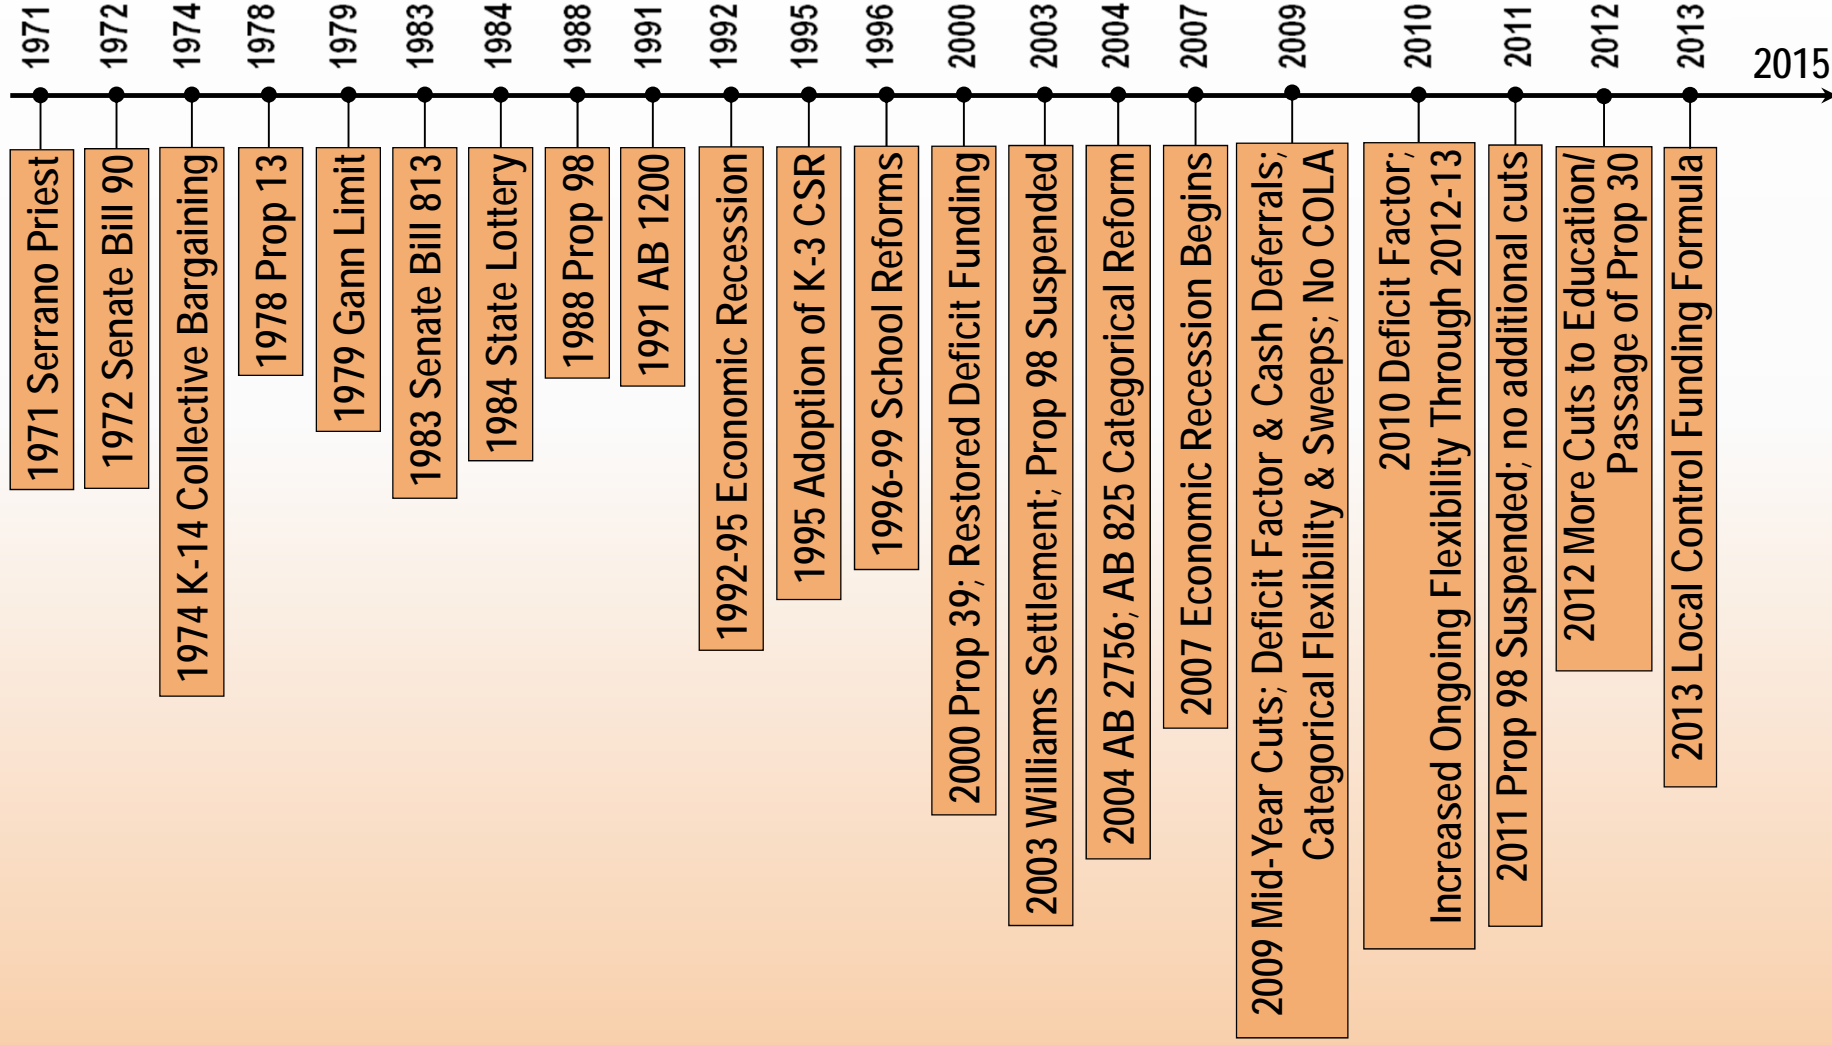 1971
1972
1974
1978
1979
1983
1984
1988
1991
1992
1995
1996
2000
2003
2004
2007
2009
2010
2011
2012
2013
2015
1971 Serrano Priest
1972 Senate Bill 90
1974 K-14 Collective Bargaining
1978 Prop 13
1979 Gann Limit
1983 Senate Bill 813
1984 State Lottery
1988 Prop 98
1991 AB 1200
1992-95 Economic Recession
1995 Adoption of K-3 CSR
1996-99 School Reforms
2000 Prop 39; Restored Deficit Funding
2003 Williams Settlement; Prop 98 Suspended
2004 AB 2756; AB 825 Categorical Reform
2007 Economic Recession Begins
2009 Mid-Year Cuts; Deficit Factor & Cash Deferrals;
Categorical Flexibility & Sweeps; No COLA
2010 Deficit Factor;
Increased Ongoing Flexibility Through 2012-13
2011 Prop 98 Suspended; no additional cuts
2012 More Cuts to Education/
Passage of Prop 30
2013 Local Control Funding Formula